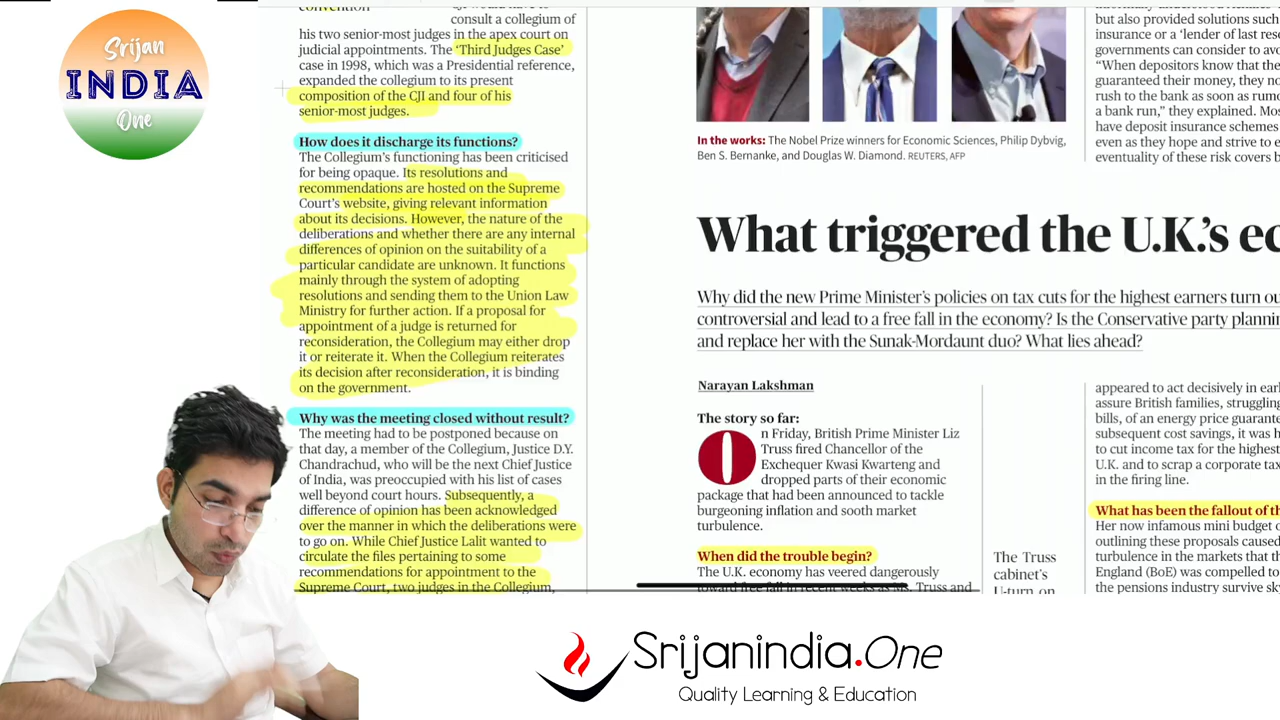 Srijan
INDIA
One
convention
consult a collegium of
his two senior-most judges in the apex court on
judicial appointments. The ‘Third Judges Case’
case in 1998, which was a Presidential reference,
expanded the collegium to its present
composition of the CJI and four of his
senior-most judges.
How does it discharge its functions?
The Collegium’s functioning has been criticised
for being opaque. Its resolutions and
recommendations are hosted on the Supreme
Court’s website, giving relevant information
about its decisions. However, the nature of the
deliberations and whether there are any internal
differences of opinion on the suitability of a
particular candidate are unknown. It functions
mainly through the system of adopting
resolutions and sending them to the Union Law
Ministry for further action. If a proposal for
appointment of a judge is returned for
reconsideration, the Collegium may either drop
it or reiterate it. When the Collegium reiterates
its decision after reconsideration, it is binding
on the government.
Why was the meeting closed without result?
The meeting had to be postponed because on
that day, a member of the Collegium, Justice D.Y.
Chandrachud, who will be the next Chief Justice
of India, was preoccupied with his list of cases
well beyond court hours. Subsequently, a
difference of opinion has been acknowledged
over the manner in which the deliberations were
to go on. While Chief Justice Lalit wanted to
circulate the files pertaining to some
recommendations for appointment to the
Supreme Court, two judges in the Collegium,
In the works: The Nobel Prize winners for Economic Sciences, Philip Dybvig,
Ben S. Bernanke, and Douglas W. Diamond. REUTERS, AFP
What triggered the U.K.’s ec
Why did the new Prime Minister’s policies on tax cuts for the highest earners turn ou
controversial and lead to a free fall in the economy? Is the Conservative party plannin
and replace her with the Sunak-Mordaunt duo? What lies ahead?
Narayan Lakshman
The story so far:
On Friday, British Prime Minister Liz
Truss fired Chancellor of the
Exchequer Kwasi Kwarteng and
dropped parts of their economic
package that had been announced to tackle
burgeoning inflation and sooth market
turbulence.
When did the trouble begin?
The U.K. economy has veered dangerously
toward free fall in recent weeks as Ms. Truss and
The Truss
cabinet’s
U-turn on
but also provided solutions such
insurance or a ‘lender of last res
governments can consider to avo
“When depositors know that the
guaranteed their money, they no
rush to the bank as soon as rumo
a bank run,” they explained. Mos
have deposit insurance schemes
even as they hope and strive to e
eventuality of these risk covers b
appeared to act decisively in earl
assure British families, struggling
bills, of an energy price guarante
subsequent cost savings, it was h
to cut income tax for the highest
U.K. and to scrap a corporate tax
in the firing line.
What has been the fallout of th
Her now infamous mini budget o
outlining these proposals caused
turbulence in the markets that th
England (BoE) was compelled to
the pensions industry survive sky
Srijanindia.One
Quality Learning & Education